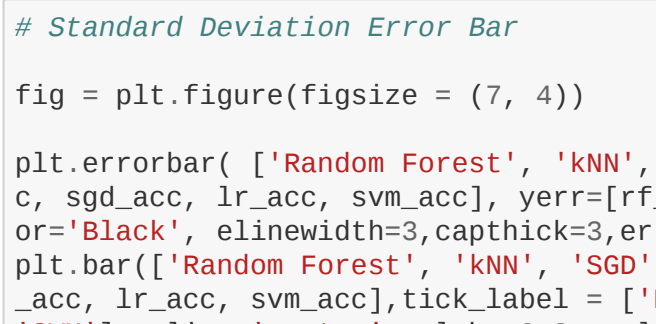 # Standard Deviation Error Bar
fig = plt.figure(figsize = (7, 4))
plt.errorbar( ['Random Forest', 'kNN',
c, sgd_acc, lr_acc, svm_acc], yerr=[rf_
or='Black', elinewidth=3,capthick=3,er
plt.bar(['Random Forest', 'kNN', 'SGD'
_acc, lr_acc, svm_acc],tick_label = ['